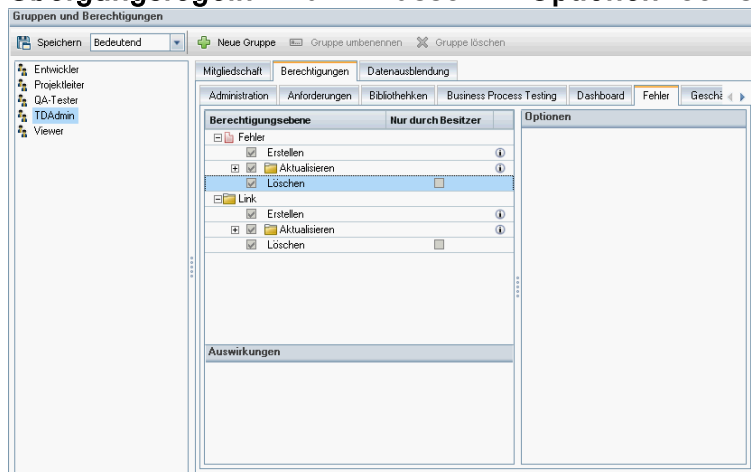 Gruppen und Berechtigungen
Speichern Bedeutend Neue Gruppe Gruppe umbenennen Gruppe löschen
Entwickler
Projektleiter
QA-Tester
TDAdmin
Viewer
Mitgliedschaft Berechtigungen Datenausblendung
Administration Anforderungen Bibliothehken Business Process Testing Dashboard Fehler Geschä
Berechtigungsebene Nur durch Besitzer
Fehler
Erstellen
Aktualisieren
Löschen
Link
Erstellen
Aktualisieren
Löschen
Auswirkungen
Optionen